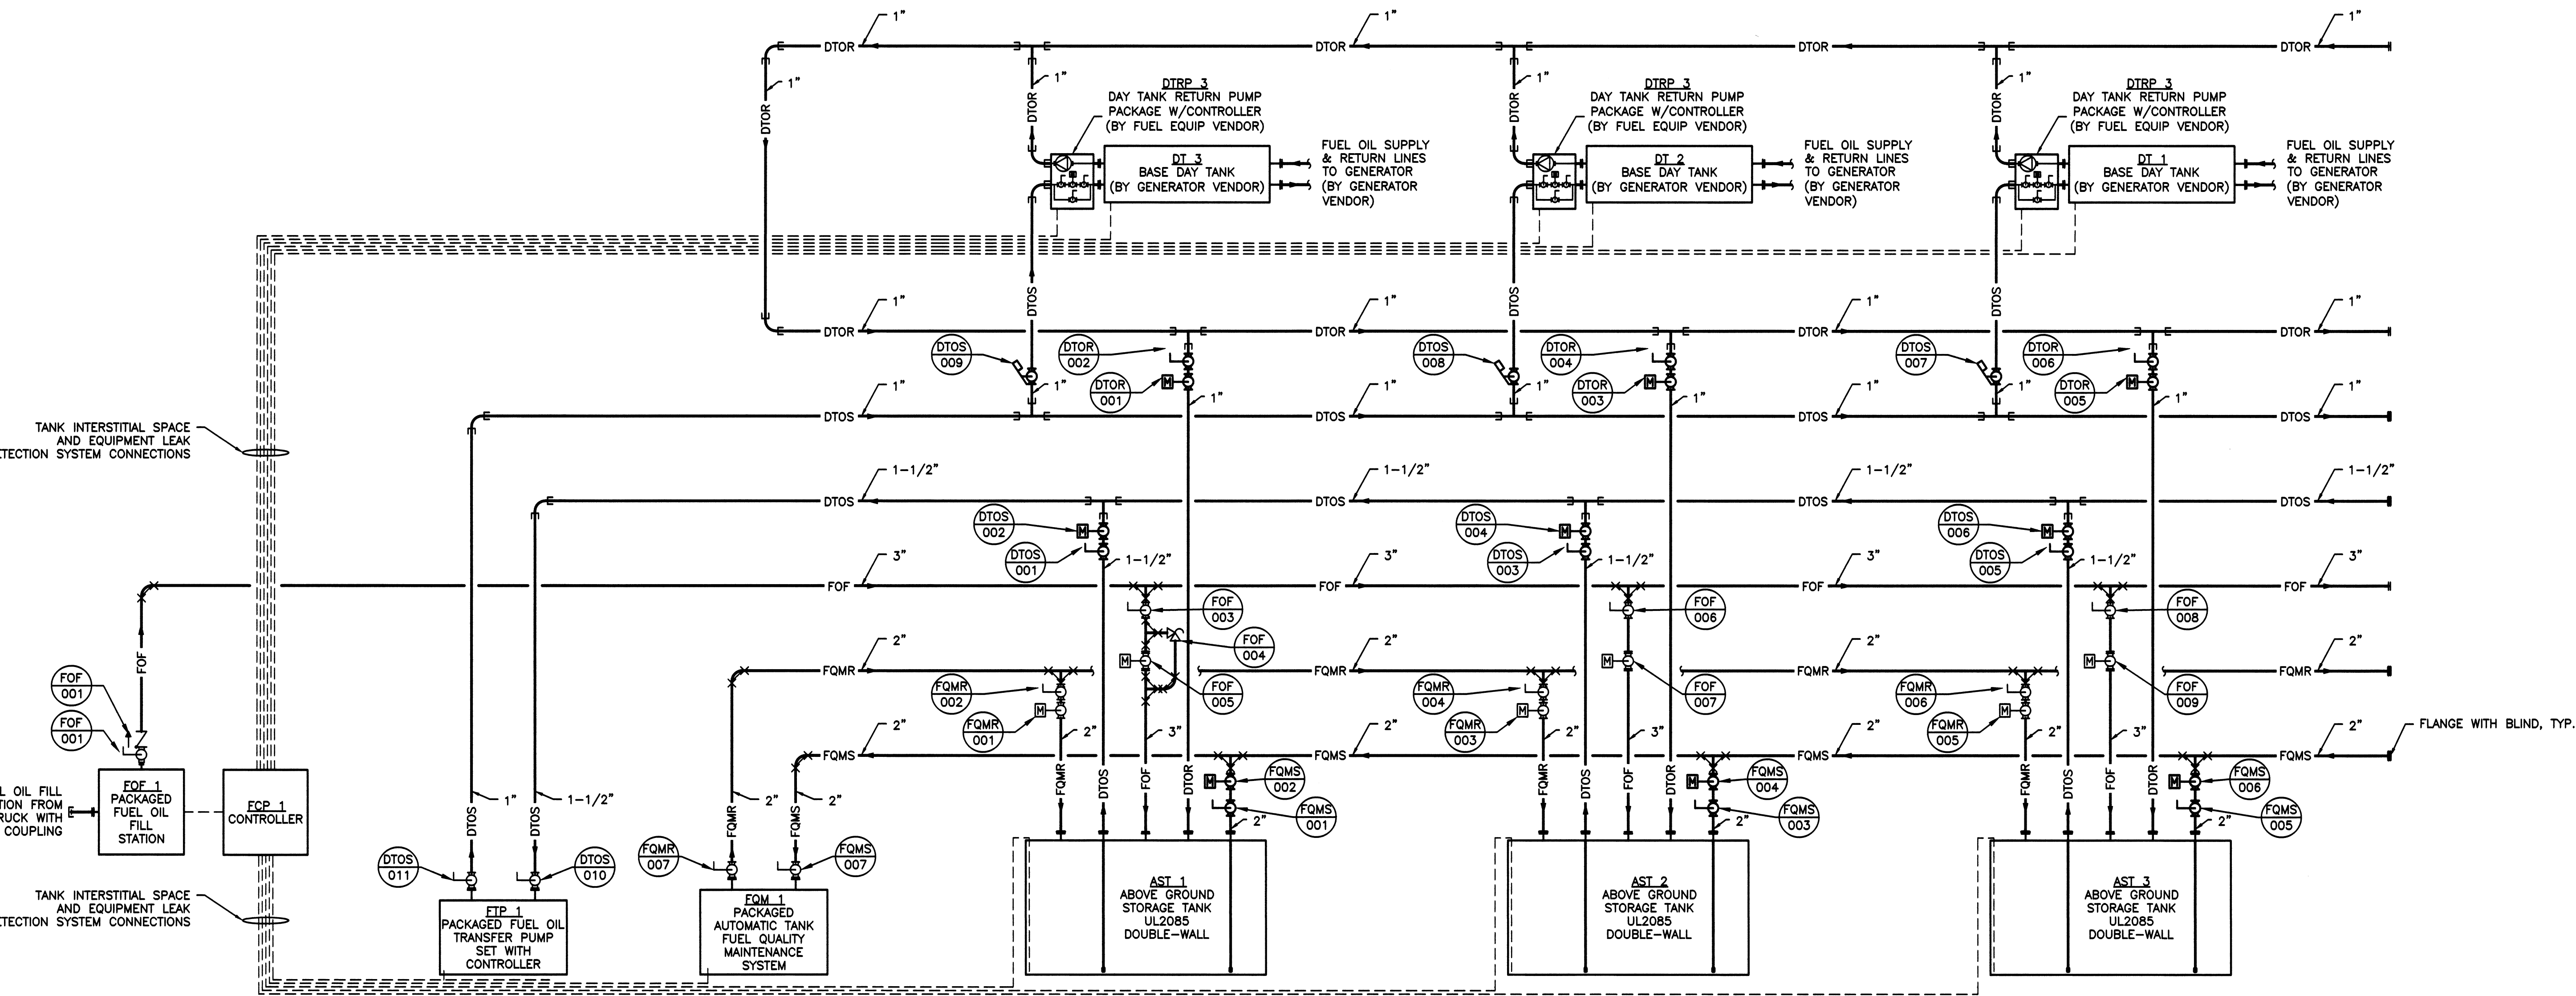 1"
1"
1"
1"
DTOR
DTOR
DTOR
DTOR
1"
1"
1"
1"
DTOR
DTOR
DTOR
DTOR
DTRP 3
DAY TANK RETURN PUMP
PACKAGE W/CONTROLLER
(BY FUEL EQUIP VENDOR)
DTRP 3
DAY TANK RETURN PUMP
PACKAGE W/CONTROLLER
(BY FUEL EQUIP VENDOR)
DTRP 3
DAY TANK RETURN PUMP
PACKAGE W/CONTROLLER
(BY FUEL EQUIP VENDOR)
DT 3
BASE DAY TANK
(BY GENERATOR VENDOR)
FUEL OIL SUPPLY
& RETURN LINES
TO GENERATOR
(BY GENERATOR
VENDOR)
DT 2
BASE DAY TANK
(BY GENERATOR VENDOR)
FUEL OIL SUPPLY
& RETURN LINES
TO GENERATOR
(BY GENERATOR
VENDOR)
DT 1
BASE DAY TANK
(BY GENERATOR VENDOR)
FUEL OIL SUPPLY
& RETURN LINES
TO GENERATOR
(BY GENERATOR
VENDOR)
DTOS
DTOS
DTOS
1"
1"
1"
1"
DTOR
DTOR
DTOR
DTOR
DTOS
009
DTOR
002
DTOR
001
DTOS
008
DTOR
004
DTOR
003
DTOS
007
DTOR
006
DTOR
005
M
M
M
1"
1"
1"
1"
1"
1"
1"
1"
1"
1"
DTOS
DTOS
DTOS
DTOS
TANK INTERSTITIAL SPACE
AND EQUIPMENT LEAK
ETECTION SYSTEM CONNECTIONS
1-1/2"
1-1/2"
1-1/2"
1-1/2"
DTOS
DTOS
DTOS
DTOS
DTOS
002
M
DTOS
001
1-1/2"
DTOS
004
M
DTOS
003
1-1/2"
DTOS
006
M
DTOS
005
1-1/2"
3"
3"
3"
3"
FOF
FOF
FOF
FOF
FOF
003
FOF
004
M
FOF
005
FOF
006
M
FOF
007
FOF
008
M
FOF
009
FOF
2"
2"
2"
2"
FQMR
FQMR
FQMR
FQMR
FQMR
002
FQMR
001
M
2"
3"
FQMR
004
FQMR
003
M
2"
3"
FQMR
006
FQMR
005
M
2"
3"
FOF
001
FOF
001
2"
2"
2"
2"
FQMS
FQMS
FQMS
FQMS
FLANGE WITH BLIND, TYP.
FQMR
DTOS
FOF
DTOR
M
FQMS
002
FQMS
001
2"
FQMR
DTOS
FOF
DTOR
M
FQMS
004
FQMS
003
2"
FQMR
DTOS
FOF
DTOR
M
FQMS
006
FQMS
005
2"
EL OIL FILL
TION FROM
RUCK WITH
COUPLING
FOF 1
PACKAGED
FUEL OIL
FILL
STATION
FCP 1
CONTROLLER
1"
1-1/2"
2"
2"
DTOS
DTOS
FQMR
FQMS
DTOS
011
DTOS
010
FQMR
007
FQMS
007
TANK INTERSTITIAL SPACE
AND EQUIPMENT LEAK
ETECTION SYSTEM CONNECTIONS
FTP 1
PACKAGED FUEL OIL
TRANSFER PUMP
SET WITH
CONTROLLER
FQM 1
PACKAGED
AUTOMATIC TANK
FUEL QUALITY
MAINTENANCE
SYSTEM
AST 1
ABOVE GROUND
STORAGE TANK
UL2085
DOUBLE-WALL
AST 2
ABOVE GROUND
STORAGE TANK
UL2085
DOUBLE-WALL
AST 3
ABOVE GROUND
STORAGE TANK
UL2085
DOUBLE-WALL